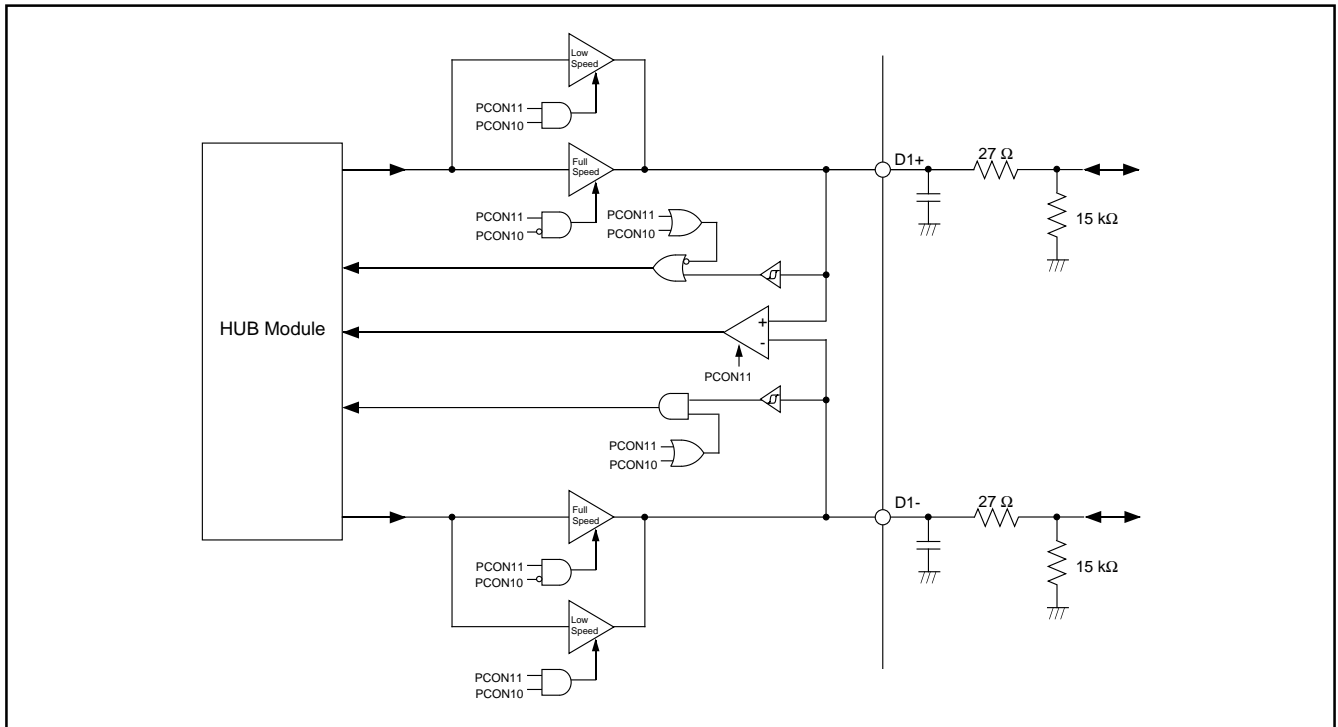 Low
Speed
PCON11
PCON10
D1+
27 Ω
Full
Speed
PCON11
PCON10
PCON11
PCON10
15 kΩ
HUB Module
+
-
PCON11
PCON11
PCON10
D1-
27 Ω
Full
Speed
PCON11
PCON10
15 kΩ
Low
Speed
PCON11
PCON10